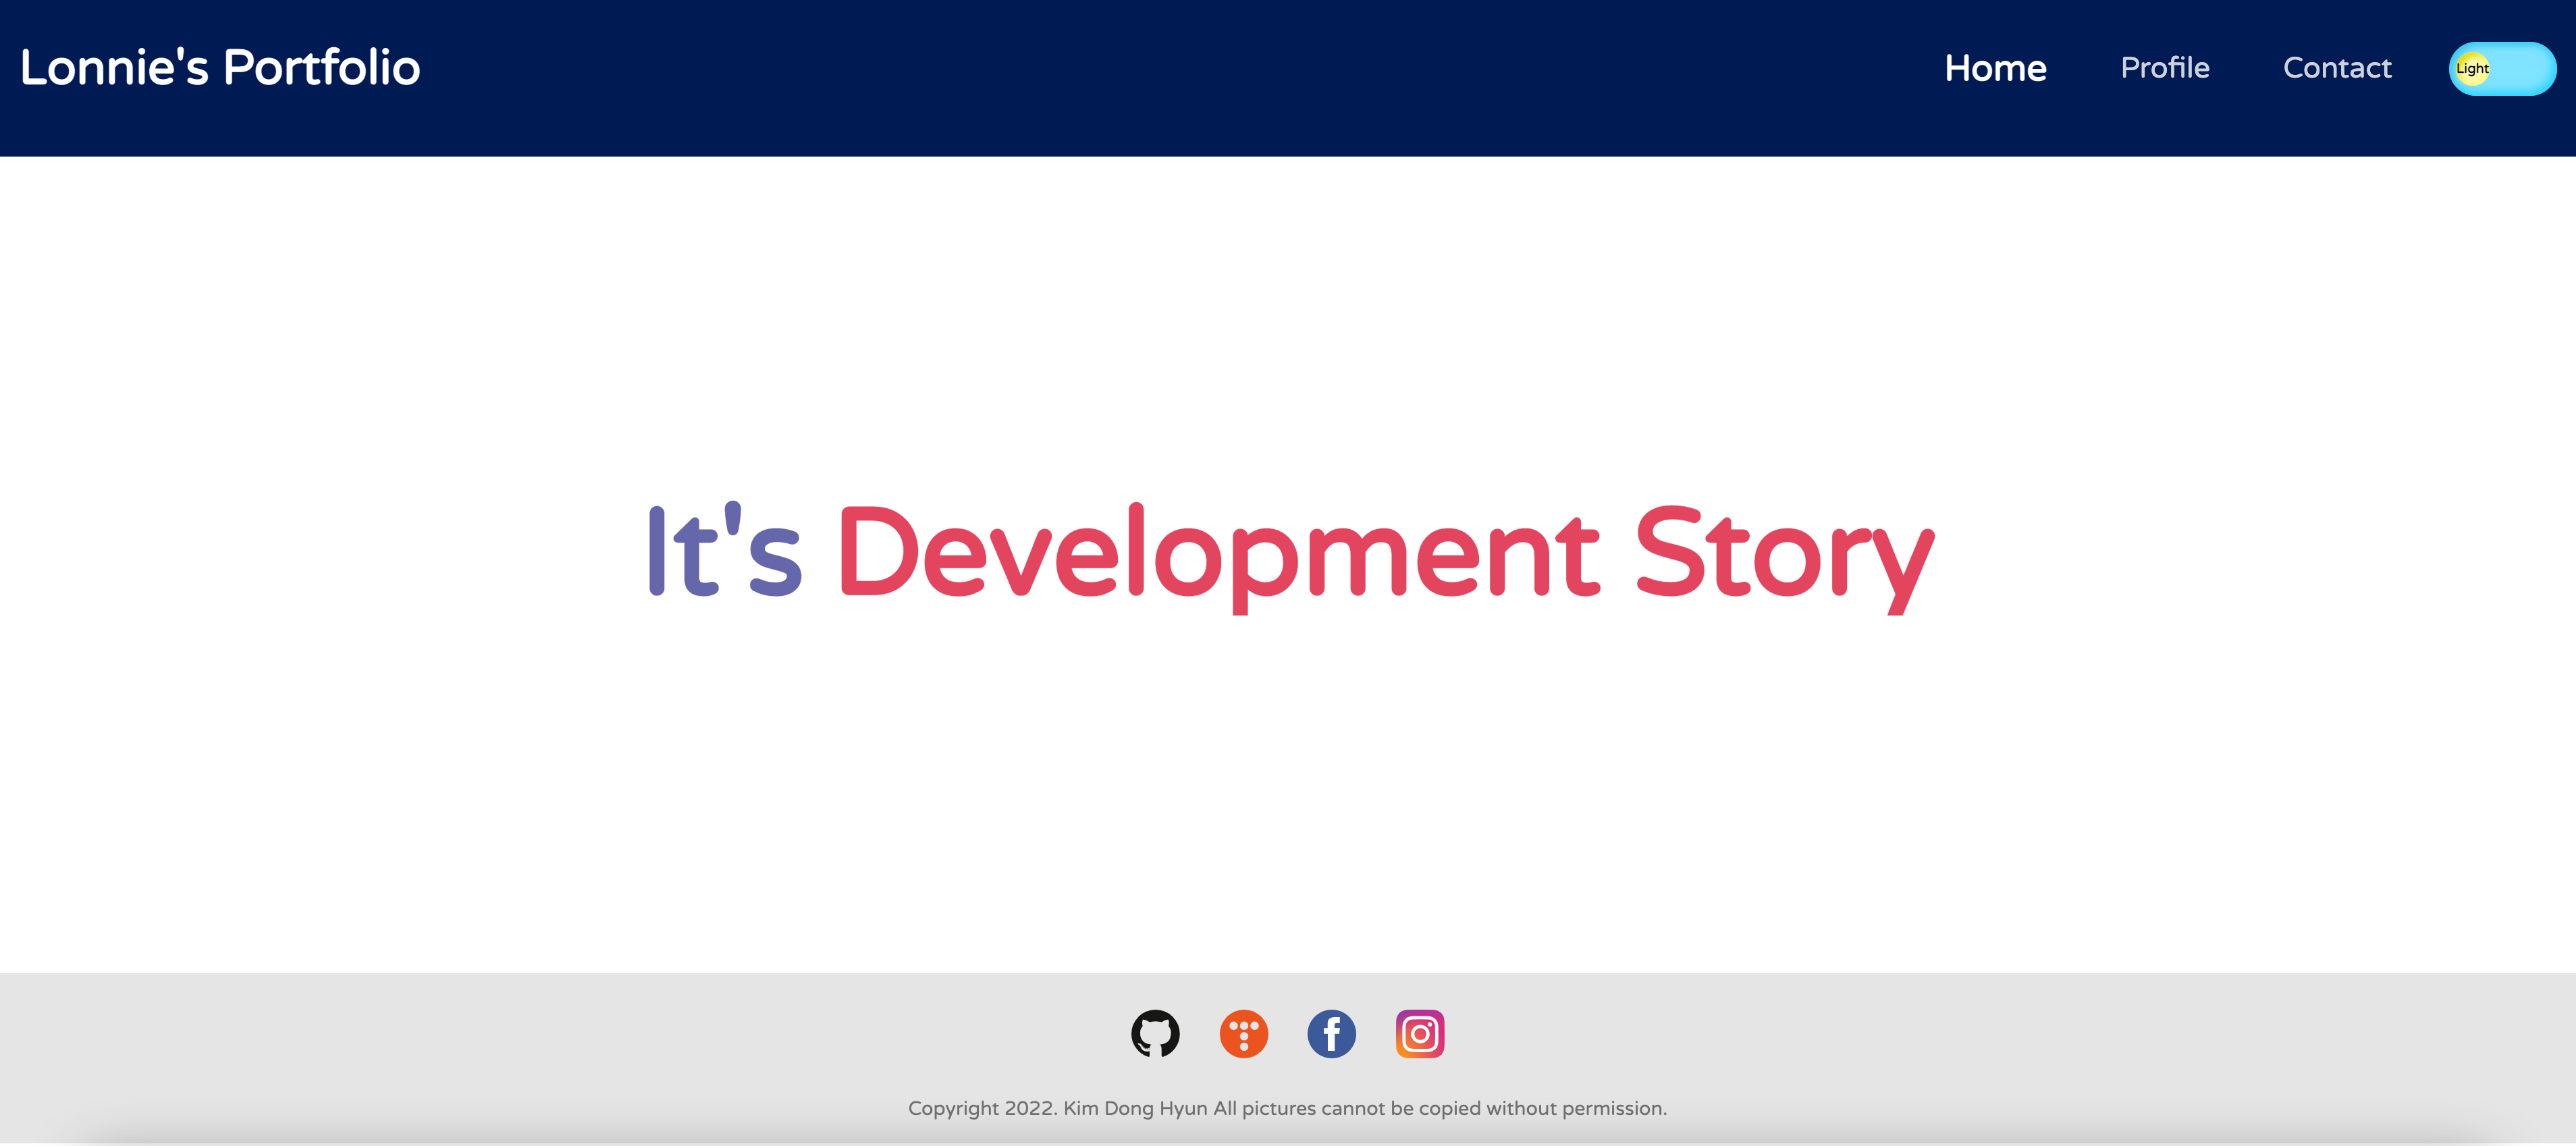 Lonnie's Portfolio
Home Profile Contact Light
It's Development Story
Copyright 2022. Kim Dong Hyun All pictures cannot be copied without permission.